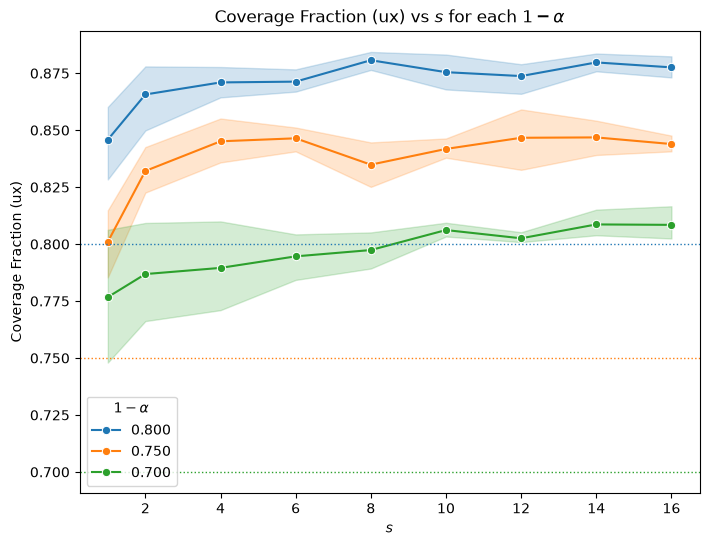 Coverage Fraction (ux) vs s for each 1 − α
Coverage Fraction (ux)
0.875
0.850
0.825
0.800
0.775
0.750
0.725
0.700
1 − α
0.800
0.750
0.700
2 4 6 8 10 12 14 16
s